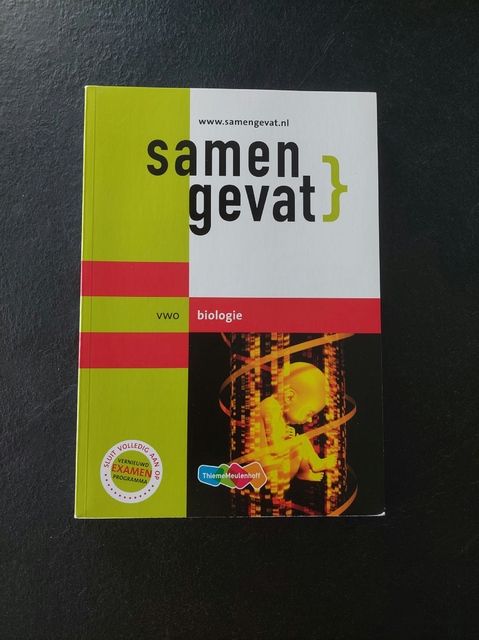 www.samengevat.nl
samen
gevat}
vwo biologie
SLUIT VOLLEDIG AAN OP
VERNIEUWD
EXAMEN
PROGRAMMA
ThiemeMeulenhoff